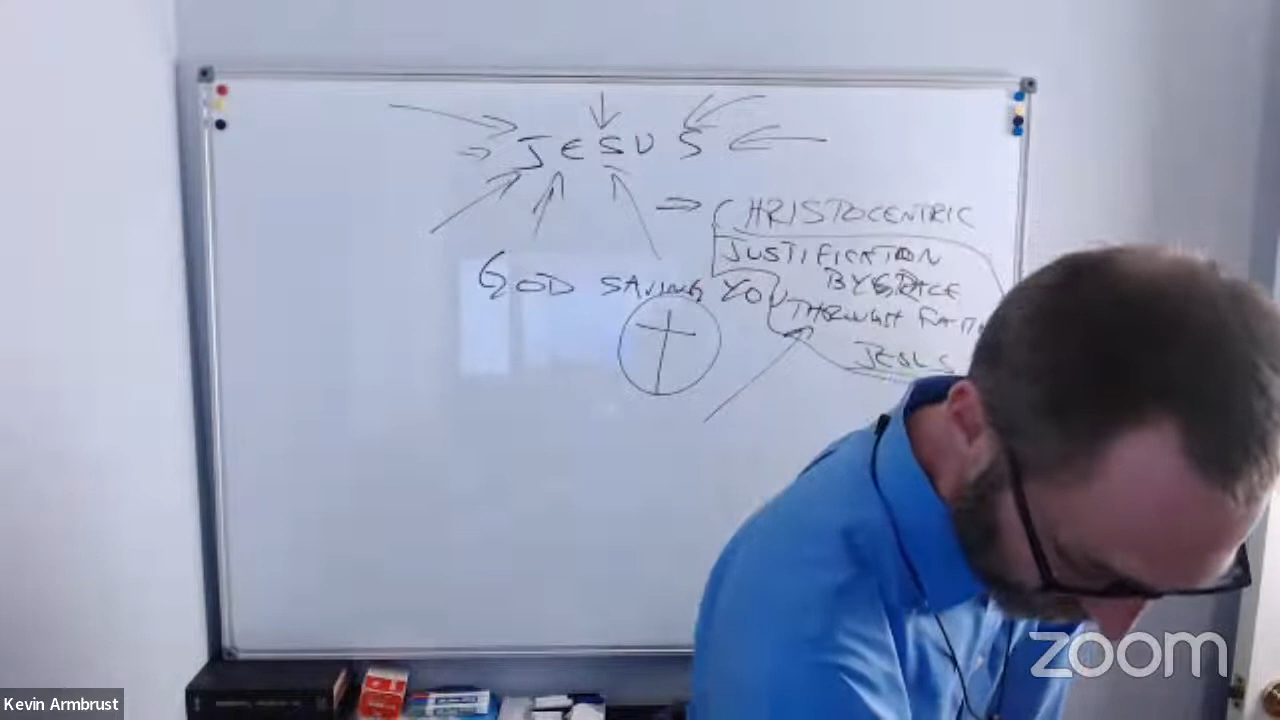 JESUS
=> CHRISTOCENTRIC
JUSTIFICATION
BY GRACE
GOD SAVING YOU
THROUGH FAITH
JESUS
zoom
Kevin Armbrust